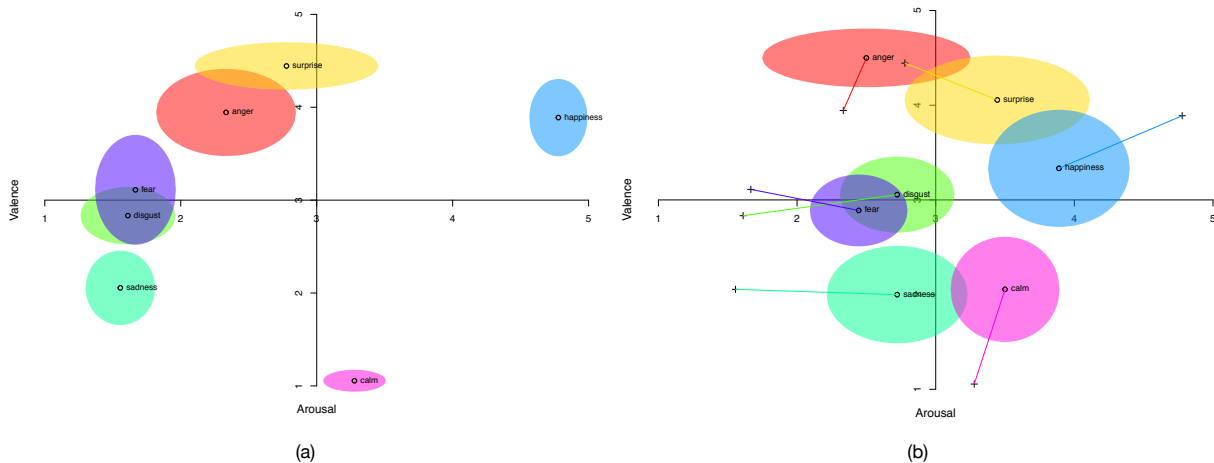 Valence
5
surprise
4
anger
happiness
fear
3
disgust
1 2 3 4 5
sadness
2
calm
1
Arousal
(a)
Valence
5
anger
surprise
4
happiness
disgust
3
fear
1 2 3 4 5
sadness
2
calm
1
Arousal
(b)